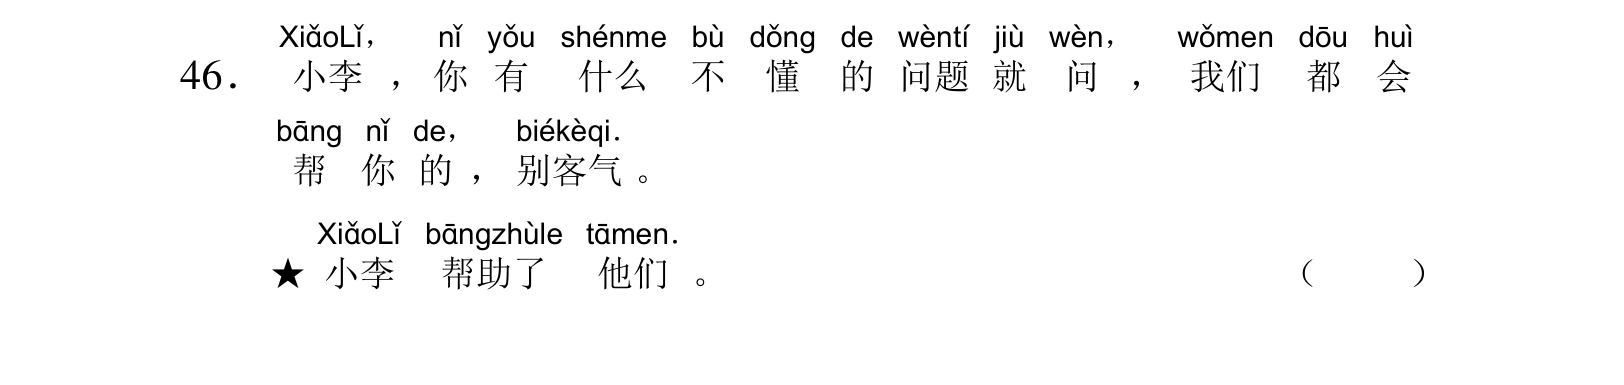 XiǎoLǐ， nǐ yǒu shénme bù dǒng de wèntí jiù wèn， wǒmen dōu huì
46． 小李 ， 你 有 什么 不 懂 的 问题 就 问 ， 我们 都 会
bāng nǐ de， biékèqi．
帮 你 的 ， 别客气 。
XiǎoLǐ bāngzhùle tāmen．
★ 小李 帮助了 他们 。 （ ）